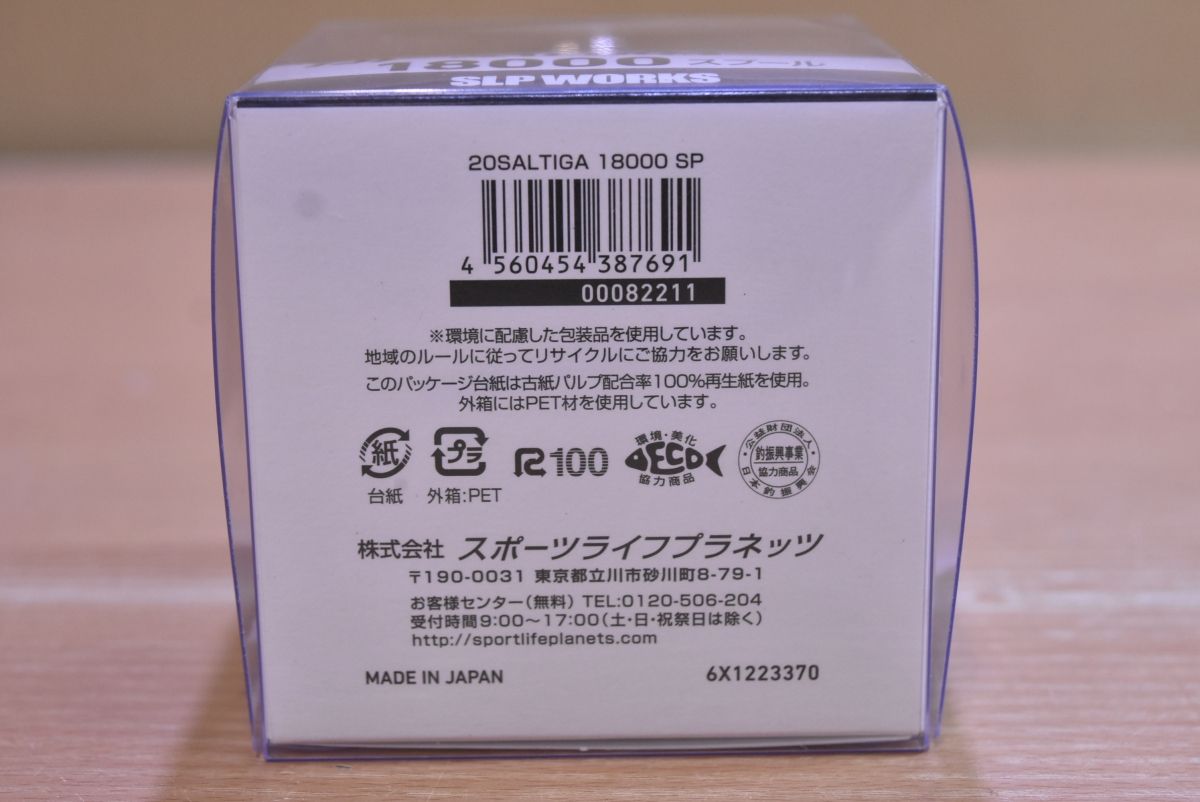 18000 スプール
SLP WORKS
20SALTIGA 18000 SP
4 560454 387691
00082211
※環境に配慮した包装品を使用しています。
地域のルールに従ってリサイクルにご協力をお願いします。
このパッケージ台紙は古紙パルプ配合率100%再生紙を使用。
外箱にはPET材を使用しています。
紙
台紙
プラ
外箱:PET
R100
環境・美化
ECO
協力商品
公益財団法人
釣振興事業
協力商品
日本釣振興会
株式会社 スポーツライフプラネッツ
〒190-0031 東京都立川市砂川町8-79-1
お客様センター(無料) TEL:0120-506-204
受付時間9:00~17:00(土・日・祝祭日は除く)
http://sportlifeplanets.com
MADE IN JAPAN
6X1223370